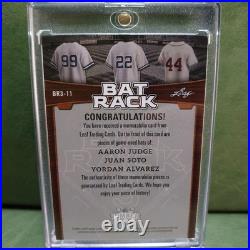 99 22 44
BR3-11
Leaf
BAT
RACK
CONGRATULATIONS!
You have received a memorabilia card from
Leaf Trading Cards. On the front of this card are
pieces of game-used bats of
AARON JUDGE
JUAN SOTO
YORDAN ALVAREZ
The authenticity of these memorabilia pieces is
guaranteed by Leaf Trading Cards. We hope you
enjoy your piece of history!